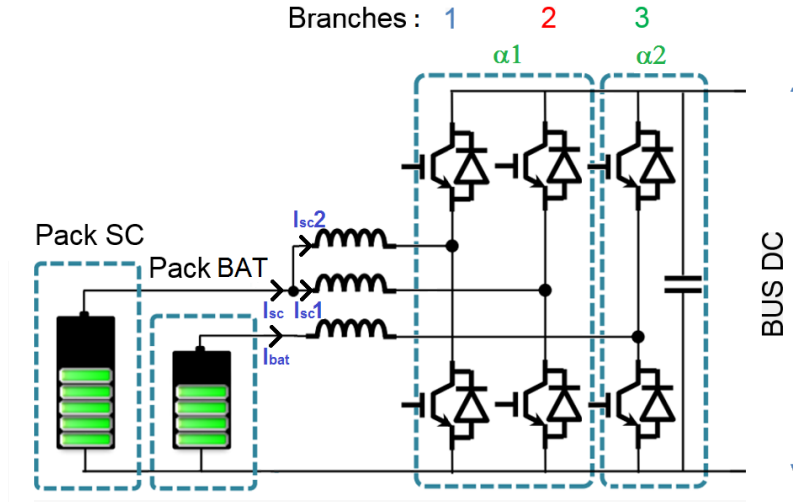 Branches : 1 2 3
α1 α2
Isc2
Pack SC
Pack BAT
Isc Isc1
Ibat
BUS DC